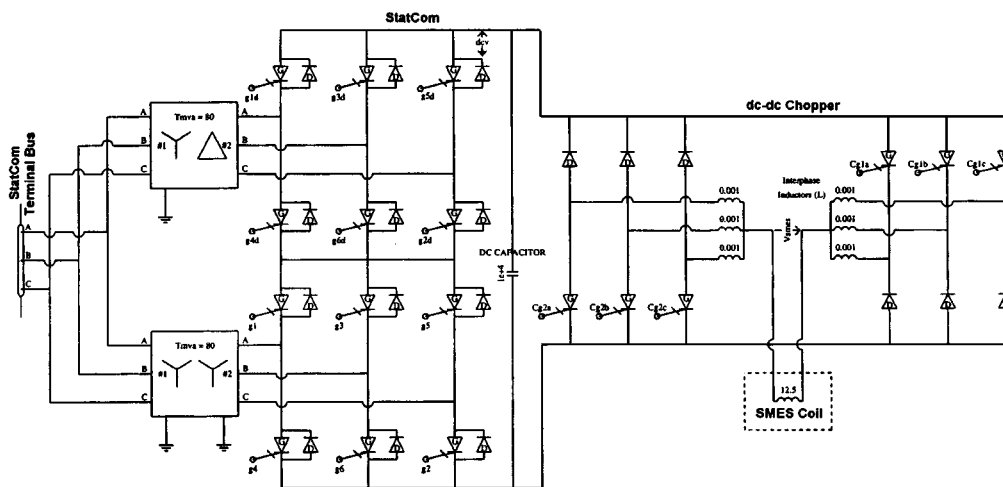 StatCom
dcv
g1d
g3d
g5d
dc-dc Chopper
Tmva = 80
#1
#2
A
B
C
A
B
C
StatCom
Terminal Bus
A
B
C
g4d
g6d
g2d
DC CAPACITOR
1e+4
g1
g3
g5
Tmva = 80
#1
#2
A
B
C
A
B
C
g4
g6
g2
G
D
Cg1a
Cg1b
Cg1c
Interphase
Inductors (L)
0.001
0.001
0.001
Vsmes
0.001
0.001
0.001
Cg2a
Cg2b
Cg2c
12.5
SMES Coil